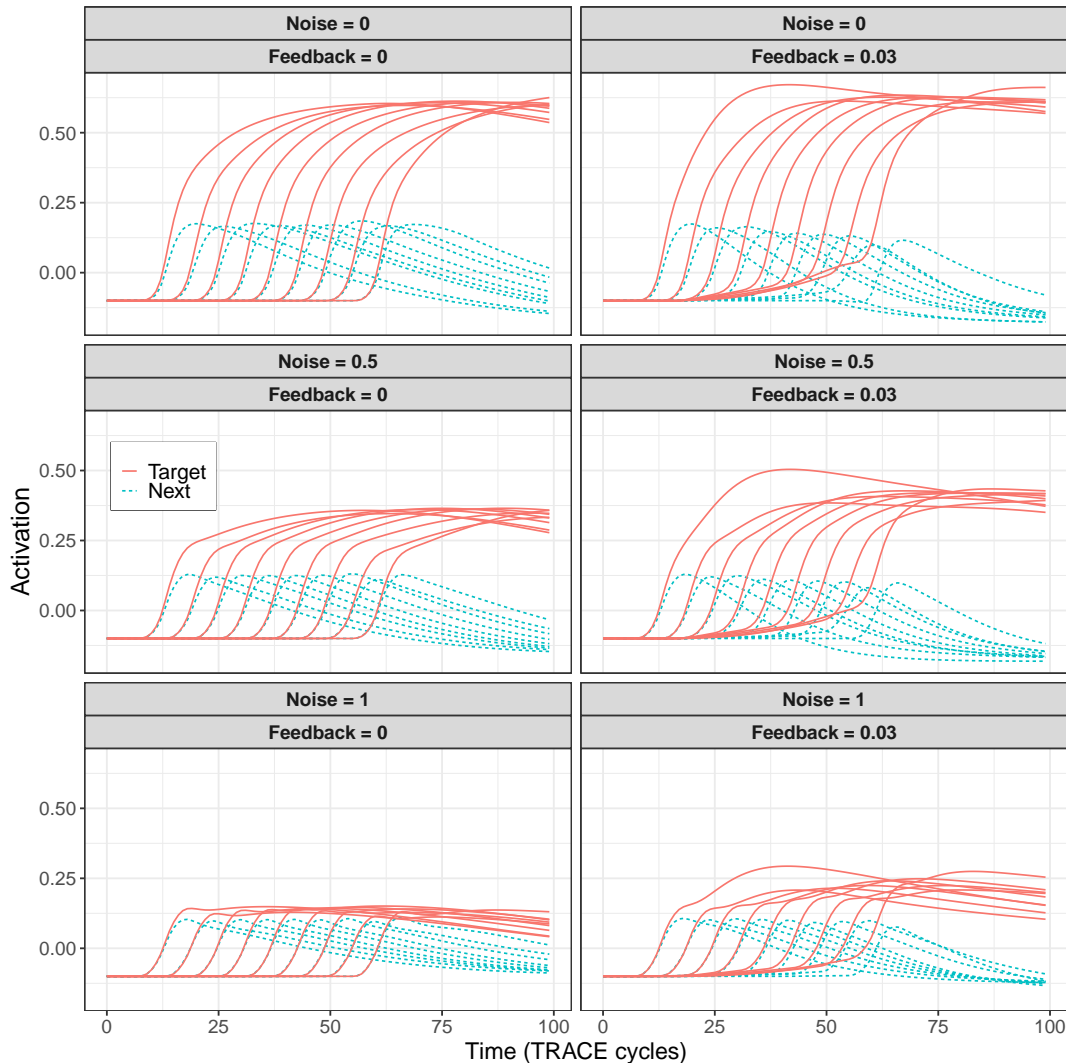 Noise = 0
Noise = 0
Feedback = 0
Feedback = 0.03
0.50
0.25
0.00
Noise = 0.5
Noise = 0.5
Feedback = 0
Feedback = 0.03
0.50
0.25
0.00
Target
Next
Activation
Noise = 1
Noise = 1
Feedback = 0
Feedback = 0.03
0.50
0.25
0.00
0 25 50 75 100
0 25 50 75 100
Time (TRACE cycles)